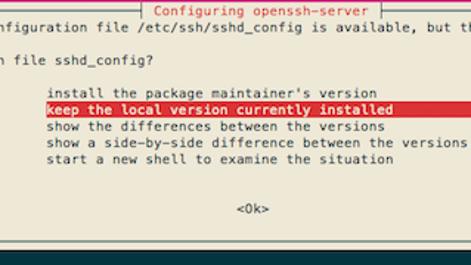 Configuring openssh-server
nfiguration file /etc/ssh/sshd_config is available, but th
n file sshd_config?
install the package maintainer's version
keep the local version currently installed
show the differences between the versions
show a side-by-side difference between the versions
start a new shell to examine the situation
<Ok>